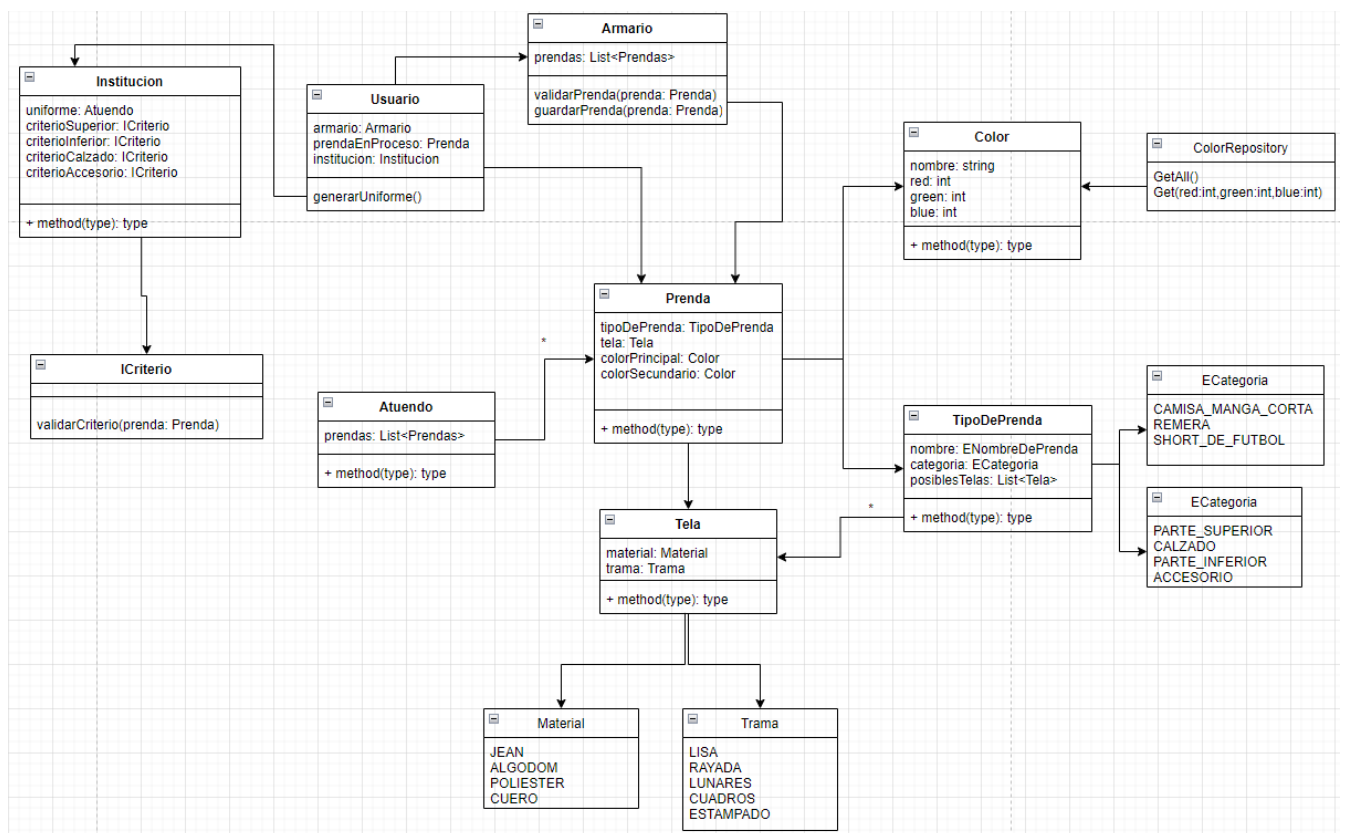 Armario
prendas: List<Prendas>
validarPrenda(prenda: Prenda)
guardarPrenda(prenda: Prenda)
Institucion
uniforme: Atuendo
criterioSuperior: ICriterio
criterioInferior: ICriterio
criterioCalzado: ICriterio
criterioAccesorio: ICriterio
+ method(type): type
Usuario
armario: Armario
prendaEnProceso: Prenda
institucion: Institucion
generarUniforme()
Color
nombre: string
red: int
green: int
blue: int
+ method(type): type
ColorRepository
GetAll()
Get(red:int,green:int,blue:int)
Prenda
tipoDePrenda: TipoDePrenda
tela: Tela
colorPrincipal: Color
colorSecundario: Color
+ method(type): type
*
ICriterio
validarCriterio(prenda: Prenda)
Atuendo
prendas: List<Prendas>
+ method(type): type
TipoDePrenda
nombre: ENombreDePrenda
categoria: ECategoria
posiblesTelas: List<Tela>
+ method(type): type
*
ECategoria
CAMISA_MANGA_CORTA
REMERA
SHORT_DE_FUTBOL
ECategoria
PARTE_SUPERIOR
CALZADO
PARTE_INFERIOR
ACCESORIO
Tela
material: Material
trama: Trama
+ method(type): type
Material
JEAN
ALGODOM
POLIESTER
CUERO
Trama
LISA
RAYADA
LUNARES
CUADROS
ESTAMPADO